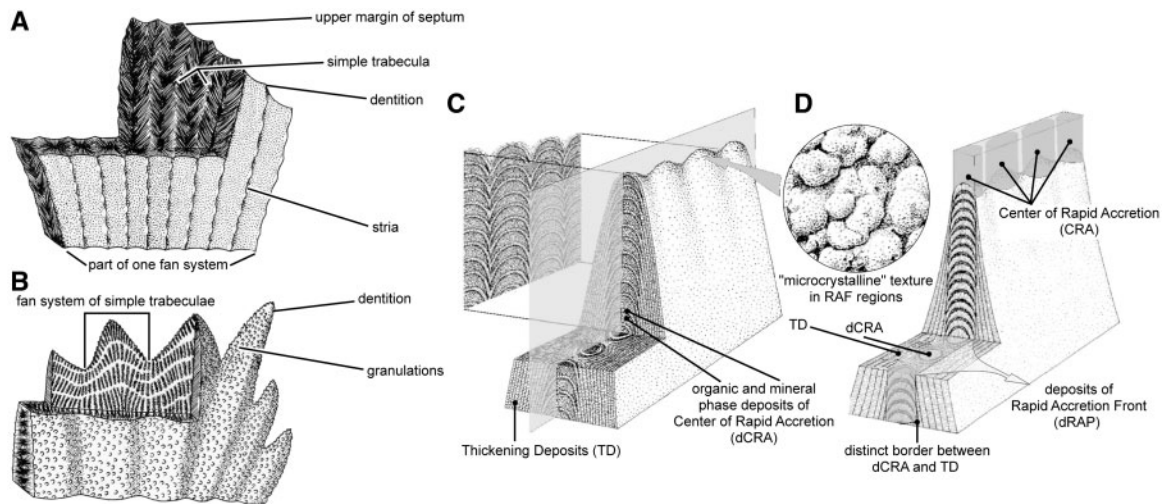 A
upper margin of septum
simple trabecula
dentition
stria
part of one fan system
B
fan system of simple trabeculae
dentition
granulations
C
organic and mineral
phase deposits of
Center of Rapid Accretion
(dCRA)
Thickening Deposits (TD)
D
Center of Rapid Accretion
(CRA)
"microcrystalline" texture
in RAF regions
TD
dCRA
deposits of
Rapid Accretion Front
(dRAP)
distinct border between
dCRA and TD